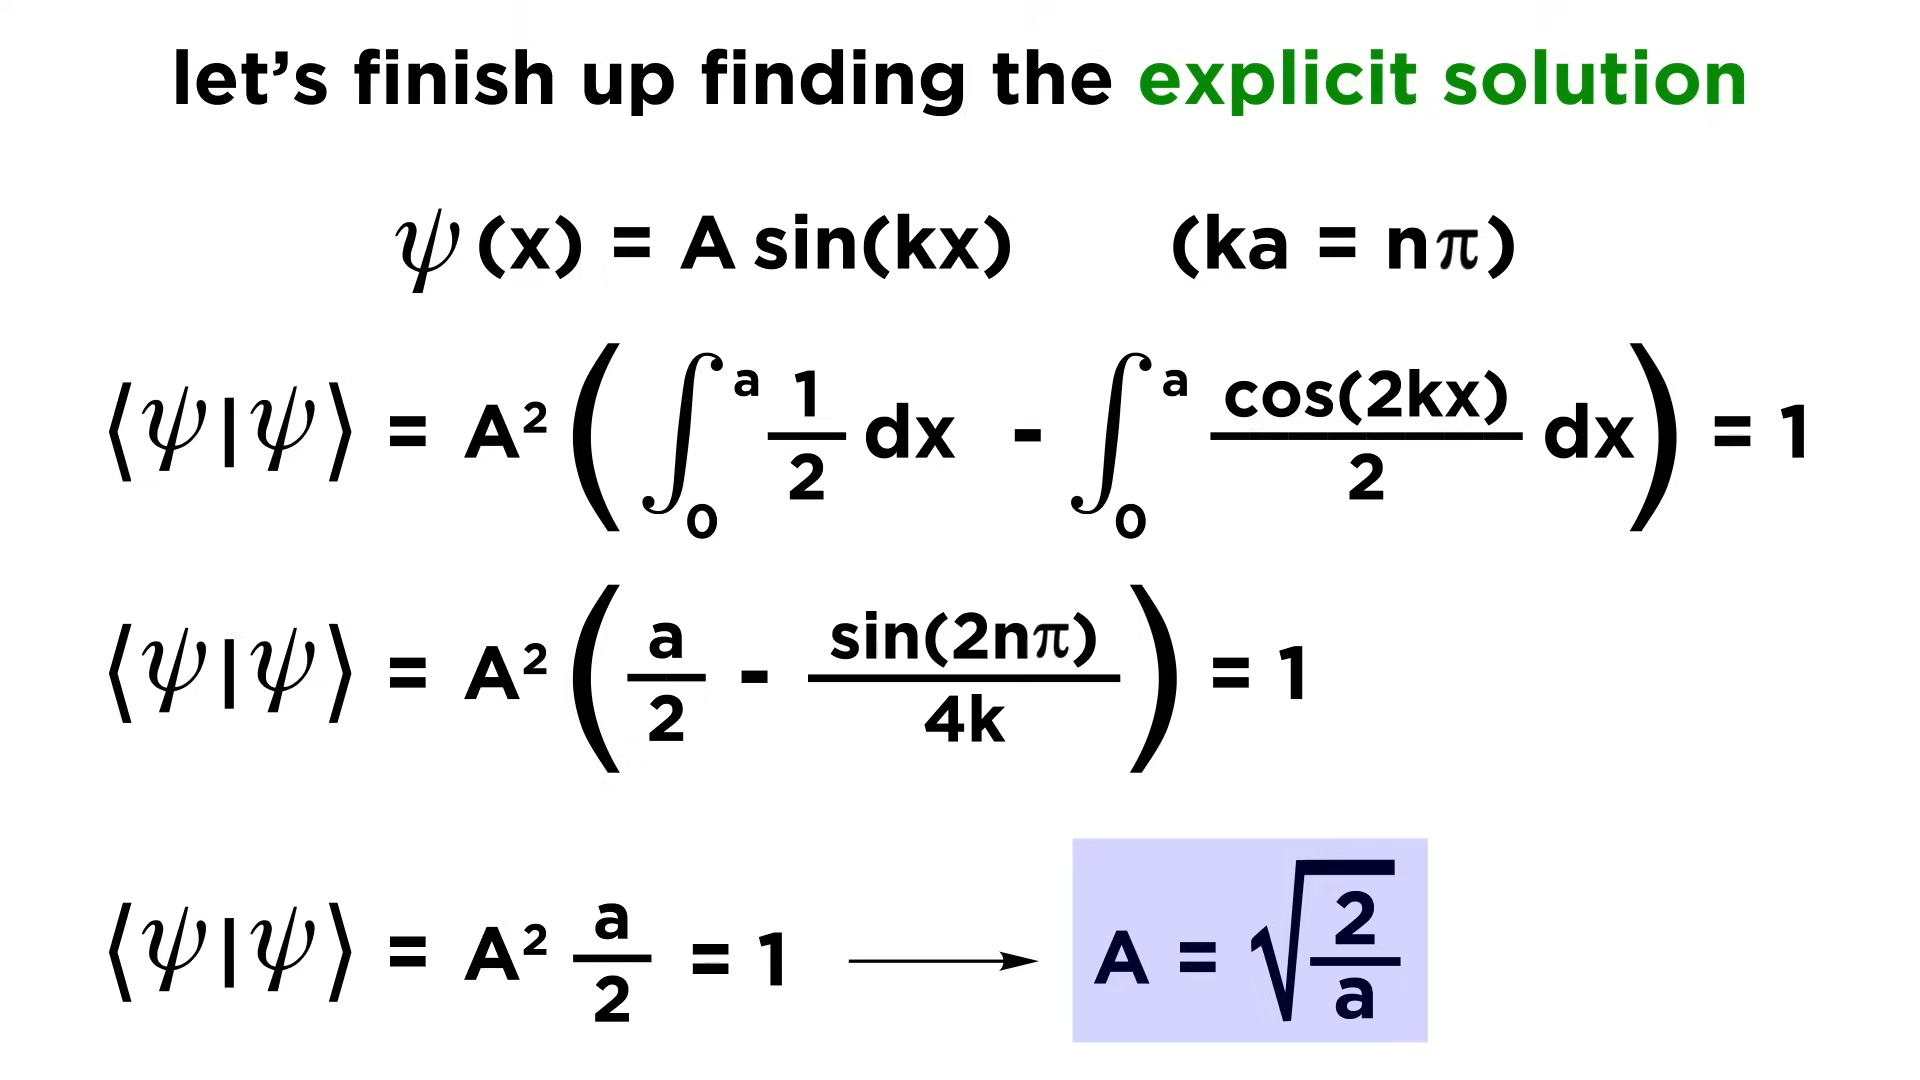 let’s finish up finding the explicit solution
ψ(x) = A sin(kx) (ka = nπ)
⟨ψ|ψ⟩ = A² ( ∫₀ᵃ 1/2 dx - ∫₀ᵃ cos(2kx)/2 dx ) = 1
⟨ψ|ψ⟩ = A² ( a/2 - sin(2nπ)/4k ) = 1
⟨ψ|ψ⟩ = A² a/2 = 1 → A = √(2/a)